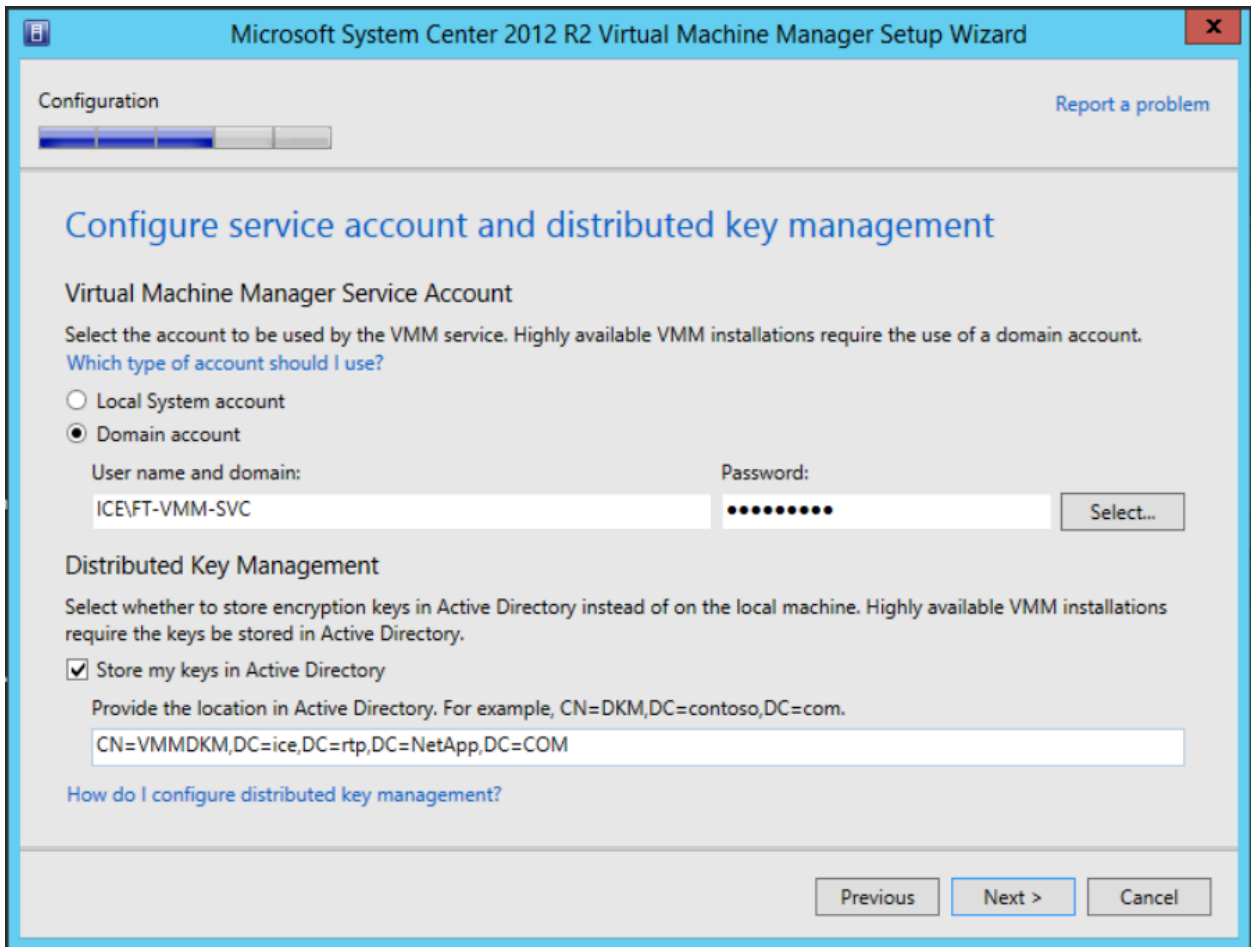 Microsoft System Center 2012 R2 Virtual Machine Manager Setup Wizard
x
Configuration
Report a problem
Configure service account and distributed key management
Virtual Machine Manager Service Account
Select the account to be used by the VMM service. Highly available VMM installations require the use of a domain account.
Which type of account should I use?
Local System account
Domain account
User name and domain:
Password:
ICE\FT-VMM-SVC
●●●●●●●●●
Select...
Distributed Key Management
Select whether to store encryption keys in Active Directory instead of on the local machine. Highly available VMM installations
require the keys be stored in Active Directory.
Store my keys in Active Directory
Provide the location in Active Directory. For example, CN=DKM,DC=contoso,DC=com.
CN=VMMDKM,DC=ice,DC=rtp,DC=NetApp,DC=COM
How do I configure distributed key management?
Previous
Next >
Cancel